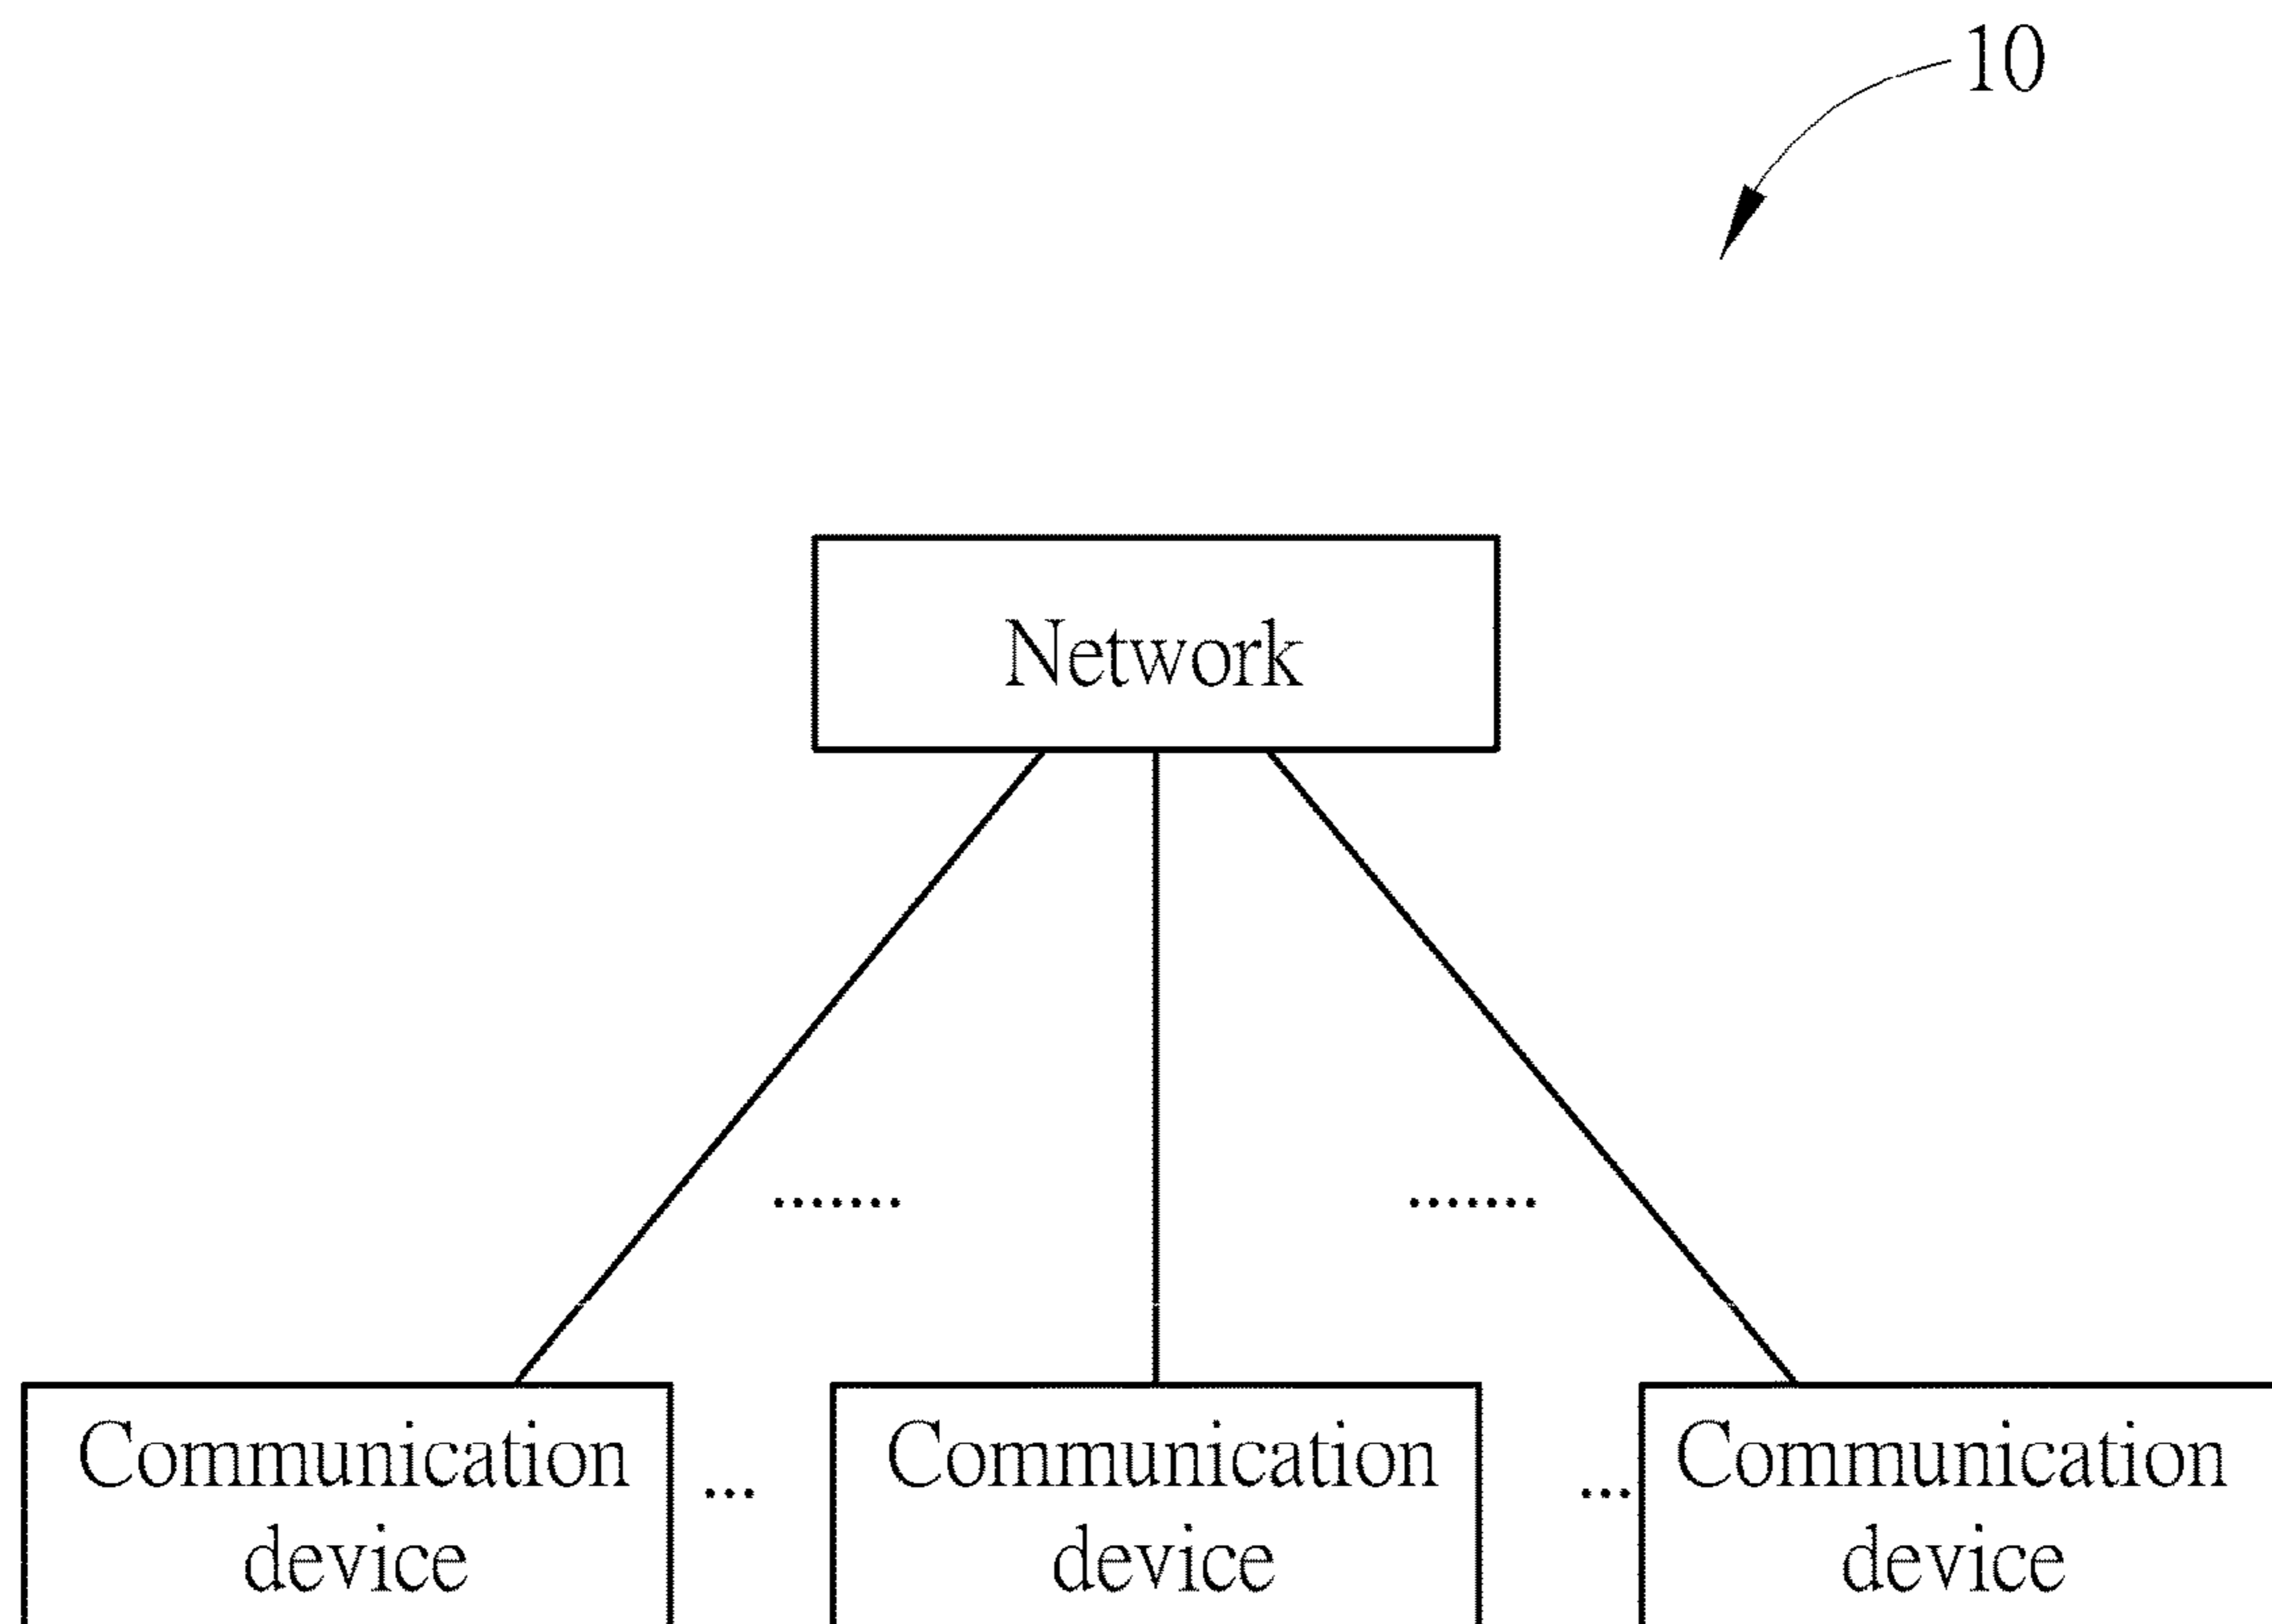 10
Network
.......
.......
Communication
device
...
Communication
device
...
Communication
device